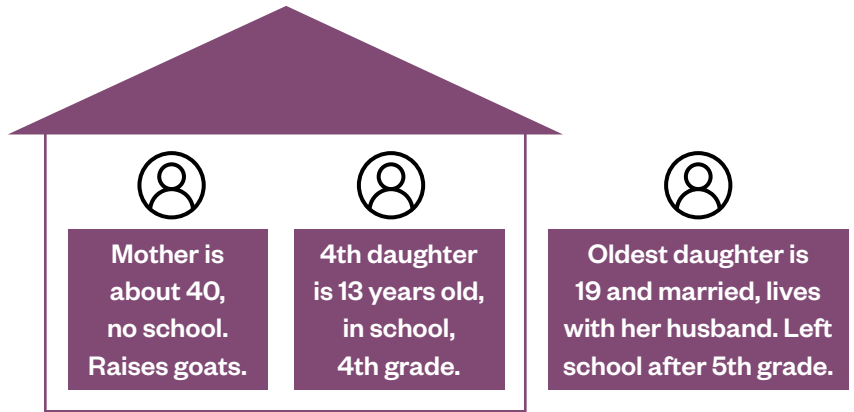 Mother is
about 40,
no school.
Raises goats.
4th daughter
is 13 years old,
in school,
4th grade.
Oldest daughter is
19 and married, lives
with her husband. Left
school after 5th grade.